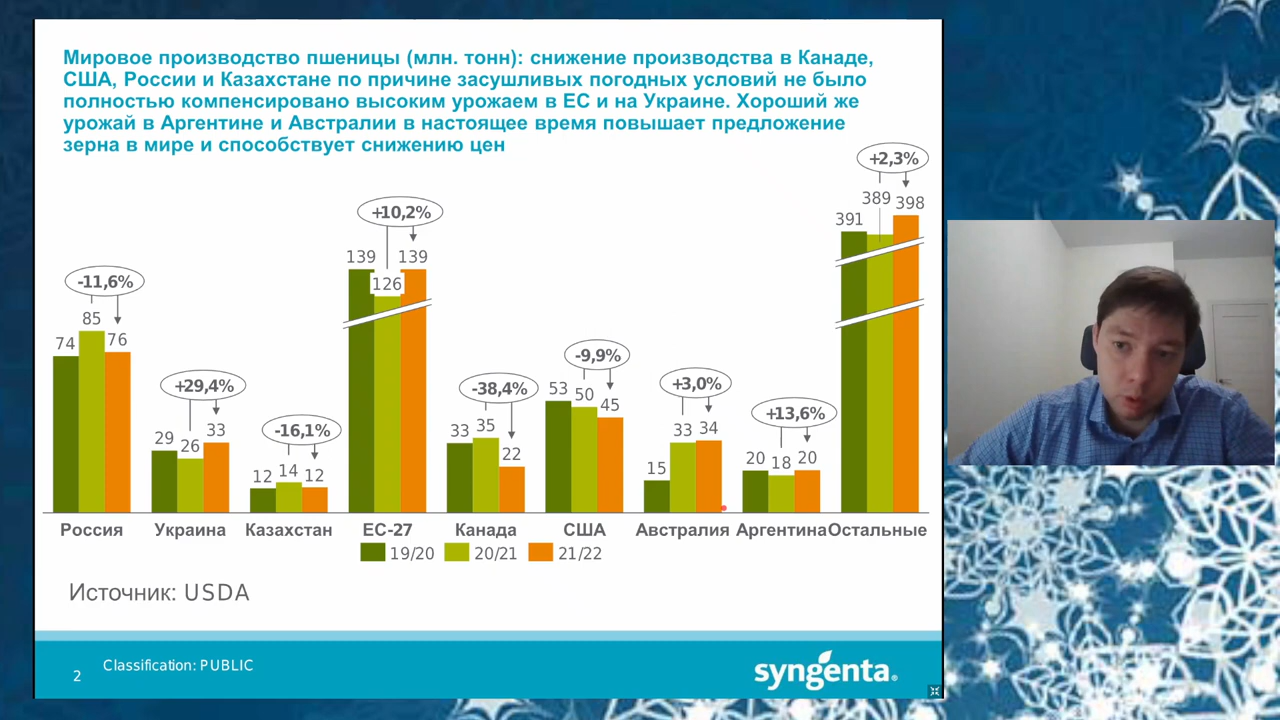 Мировое производство пшеницы (млн. тонн): снижение производства в Канаде,
США, России и Казахстане по причине засушливых погодных условий не было
полностью компенсировано высоким урожаем в ЕС и на Украине. Хороший же
урожай в Аргентине и Австралии в настоящее время повышает предложение
зерна в мире и способствует снижению цен
-11,6%
74 85 76
Россия
+29,4%
29 26 33
Украина
-16,1%
12 14 12
Казахстан
+10,2%
139 126 139
ЕС-27
-38,4%
33 35 22
Канада
-9,9%
53 50 45
США
+3,0%
15 33 34
Австралия
+13,6%
20 18 20
Аргентина
+2,3%
391 389 398
Остальные
19/20 20/21 21/22
Источник: USDA
2
Classification: PUBLIC
syngenta®